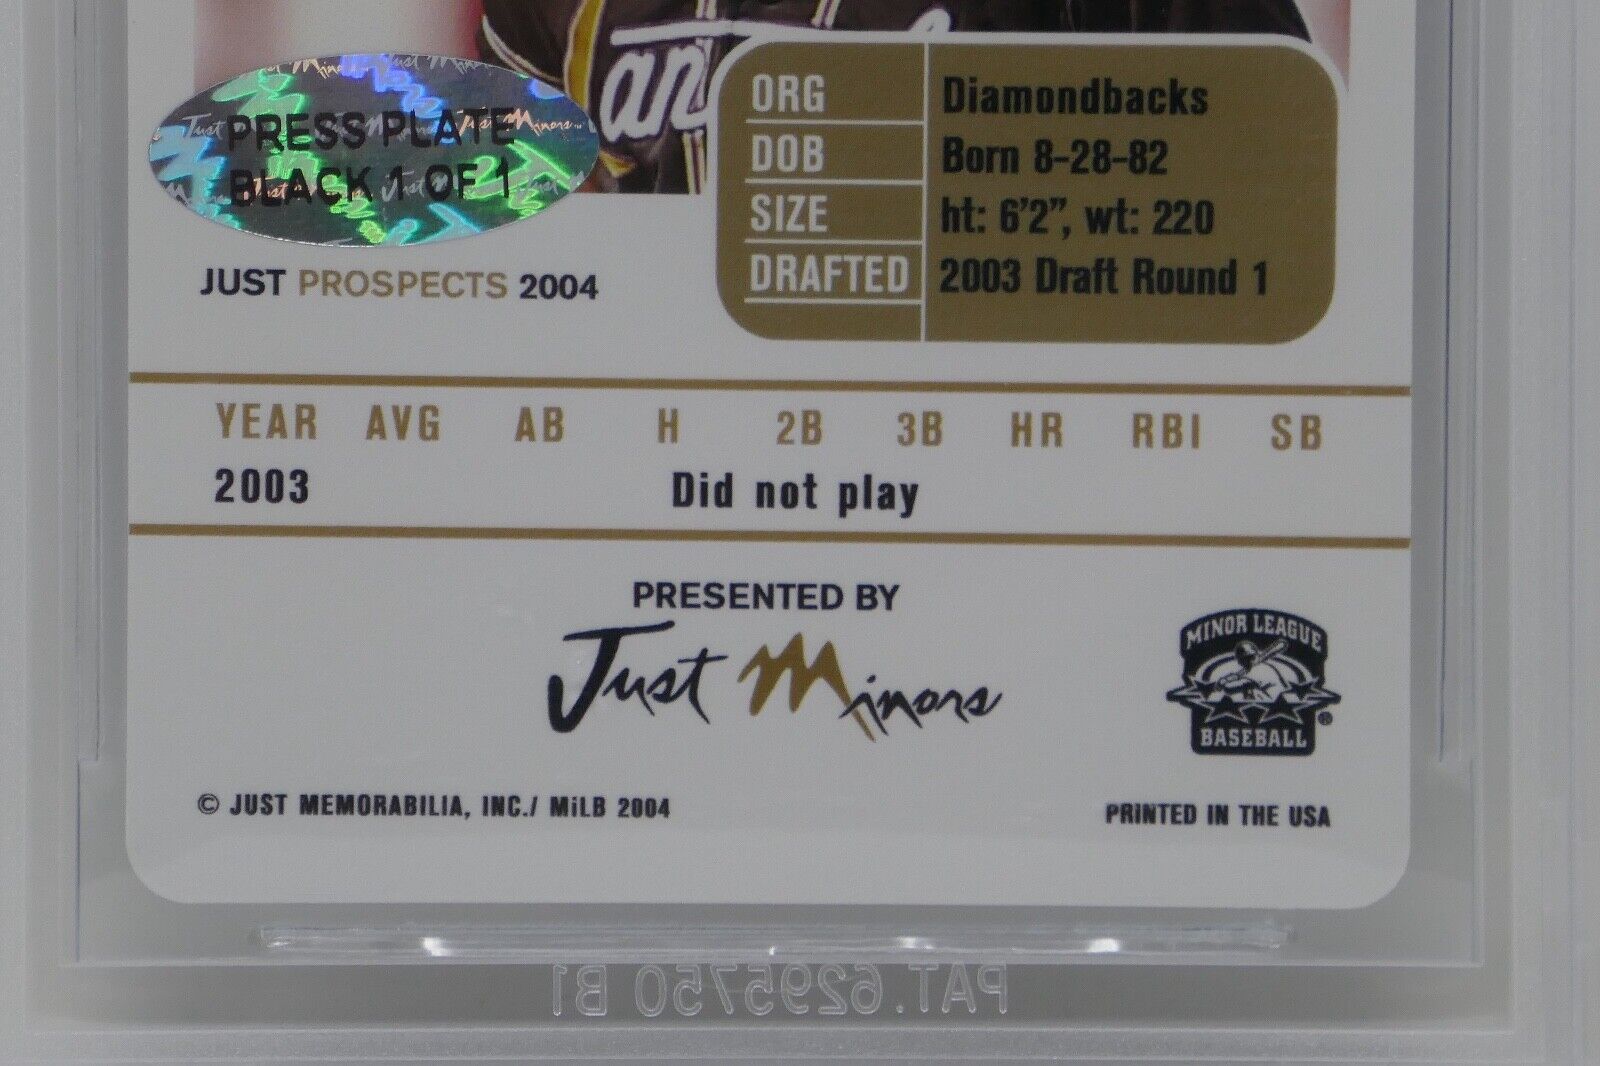 an
PRESS PLATE
BLACK 1 OF 1
JUST PROSPECTS 2004
ORG Diamondbacks
DOB Born 8-28-82
SIZE ht: 6'2", wt: 220
DRAFTED 2003 Draft Round 1
YEAR AVG AB H 2B 3B HR RBI SB
2003 Did not play
PRESENTED BY
Just Minors
MINOR LEAGUE
BASEBALL ®
© JUST MEMORABILIA, INC./ MiLB 2004
PRINTED IN THE USA
PAT.6295750 B1